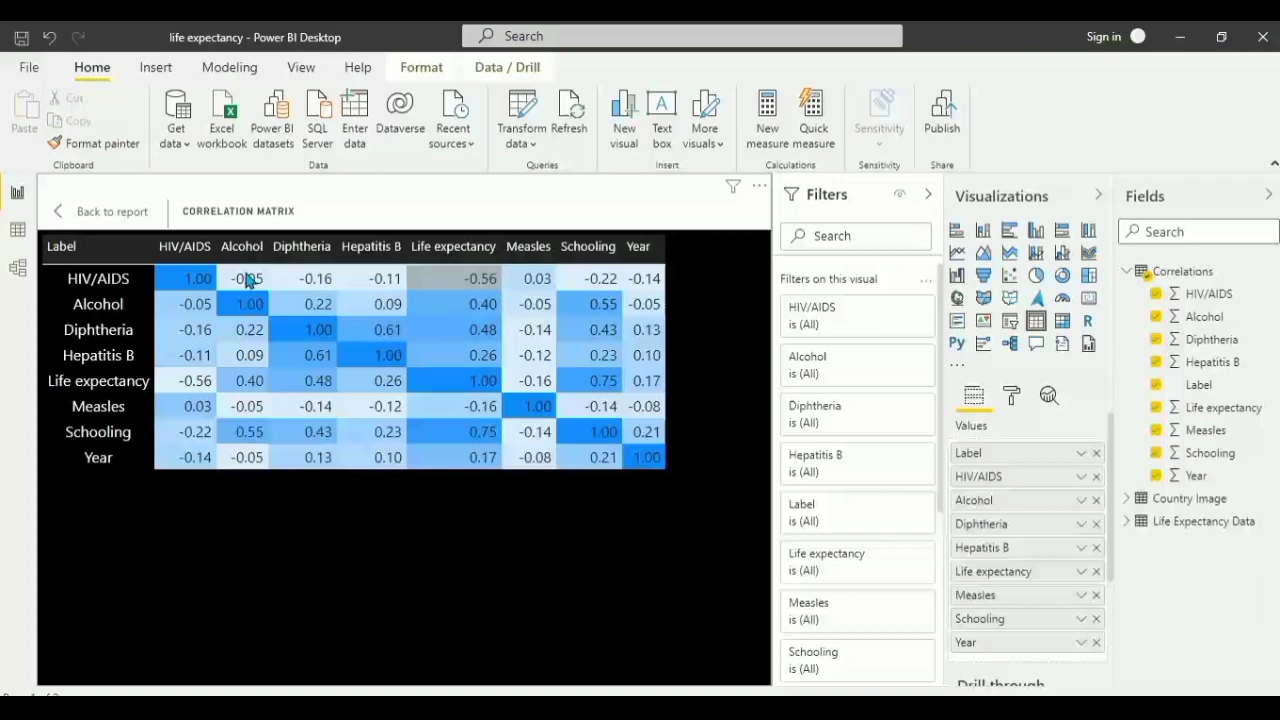 life expectancy - Power BI Desktop
Search
Sign in
File Home Insert Modeling View Help Format Data / Drill
Paste
Cut
Copy
Format painter
Clipboard
Get data
Excel workbook
Power BI datasets
SQL Server
Enter data
Dataverse
Recent sources
Data
Transform data
Refresh
Queries
New visual
Text box
More visuals
Insert
New measure
Quick measure
Calculations
Sensitivity
Sensitivity
Publish
Share
Back to report CORRELATION MATRIX
Label HIV/AIDS Alcohol Diphtheria Hepatitis B Life expectancy Measles Schooling Year
HIV/AIDS 1.00 -0.16 -0.11 -0.56 0.03 -0.22 -0.14
Alcohol -0.05 1.00 0.22 0.09 0.40 -0.05 0.55 -0.05
Diphtheria -0.16 0.22 1.00 0.61 0.48 -0.14 0.43 0.13
Hepatitis B -0.11 0.09 0.61 1.00 0.26 -0.12 0.23 0.10
Life expectancy -0.56 0.40 0.48 0.26 1.00 -0.16 0.75 0.17
Measles 0.03 -0.05 -0.14 -0.12 -0.16 1.00 -0.14 -0.08
Schooling -0.22 0.55 0.43 0.23 0.75 -0.14 1.00 0.21
Year -0.14 -0.05 0.13 0.10 0.17 -0.08 0.21 1.00
Filters
Search
Filters on this visual
HIV/AIDS
is (All)
Alcohol
is (All)
Diphtheria
is (All)
Hepatitis B
is (All)
Label
is (All)
Life expectancy
is (All)
Measles
is (All)
Schooling
is (All)
Visualizations
R
Py
Values
Label
HIV/AIDS
Alcohol
Diphtheria
Hepatitis B
Life expectancy
Measles
Schooling
Year
Drill through
Fields
Search
Correlations
Σ HIV/AIDS
Σ Alcohol
Σ Diphtheria
Σ Hepatitis B
Label
Σ Life expectancy
Σ Measles
Σ Schooling
Σ Year
Country Image
Life Expectancy Data